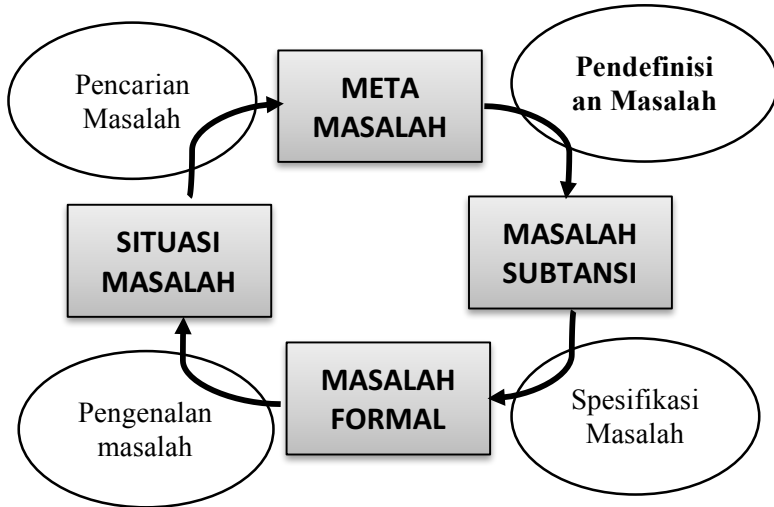 Pencarian
Masalah
META
MASALAH
Pendefinisi
an Masalah
SITUASI
MASALAH
MASALAH
SUBTANSI
Pengenalan
masalah
MASALAH
FORMAL
Spesifikasi
Masalah